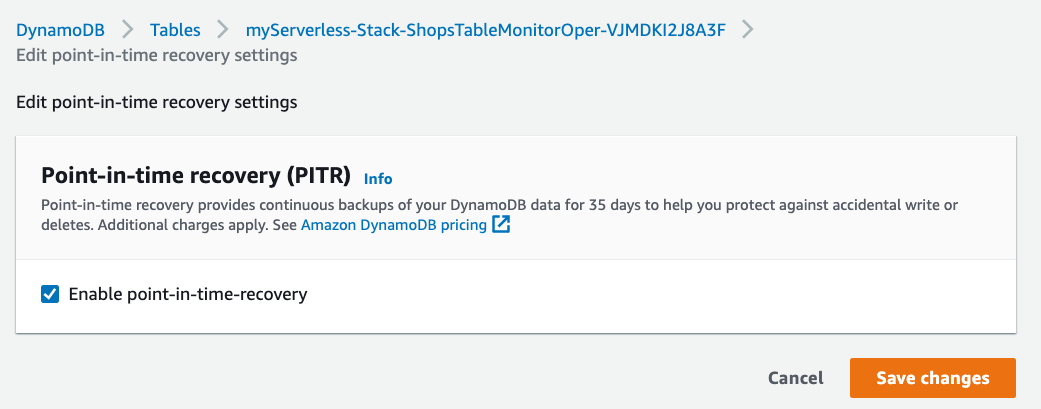 DynamoDB > Tables > myServerless-Stack-ShopsTableMonitorOper-VJMDKI2J8A3F >
Edit point-in-time recovery settings
Edit point-in-time recovery settings
Point-in-time recovery (PITR) Info
Point-in-time recovery provides continuous backups of your DynamoDB data for 35 days to help you protect against accidental write or
deletes. Additional charges apply. See Amazon DynamoDB pricing
Enable point-in-time-recovery
Cancel Save changes